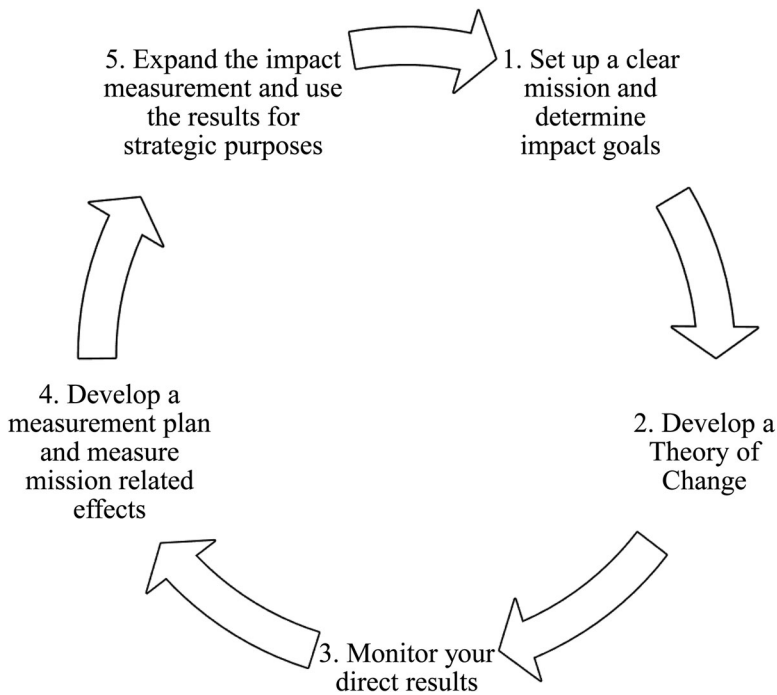 1. Set up a clear
mission and
determine
impact goals
2. Develop a
Theory of
Change
3. Monitor your
direct results
4. Develop a
measurement plan
and measure
mission related
effects
5. Expand the impact
measurement and use
the results for
strategic purposes